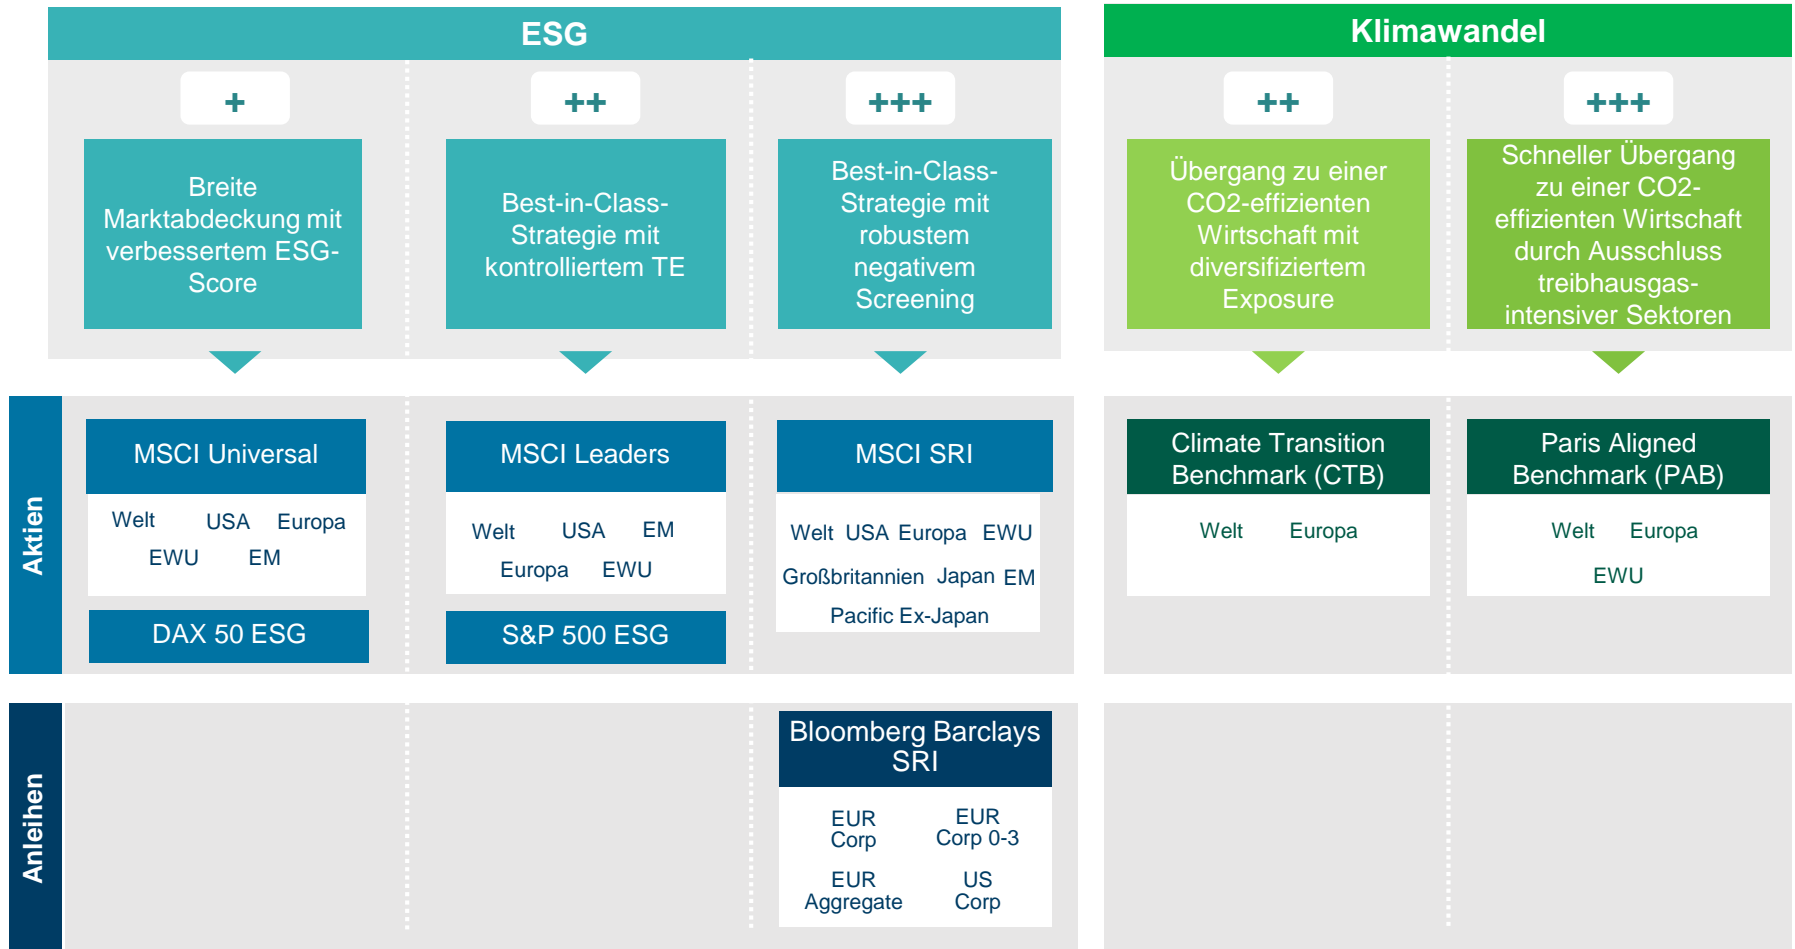 ESG
Klimawandel
+
++
+++
++
+++
Breite
Marktabdeckung mit
verbessertem ESG-
Score
Best-in-Class-
Strategie mit
kontrolliertem TE
Best-in-Class-
Strategie mit
robustem
negativem
Screening
Übergang zu einer
CO2-effizienten
Wirtschaft mit
diversifiziertem
Exposure
Schneller Übergang
zu einer CO2-
effizienten Wirtschaft
durch Ausschluss
treibhausgas-
intensiver Sektoren
Aktien
MSCI Universal
Welt USA Europa
EWU EM
DAX 50 ESG
MSCI Leaders
Welt USA EM
Europa EWU
S&P 500 ESG
MSCI SRI
Welt USA Europa EWU
Großbritannien Japan EM
Pacific Ex-Japan
Climate Transition
Benchmark (CTB)
Welt Europa
Paris Aligned
Benchmark (PAB)
Welt Europa
EWU
Anleihen
Bloomberg Barclays
SRI
EUR
Corp
EUR
Corp 0-3
EUR
Aggregate
US
Corp